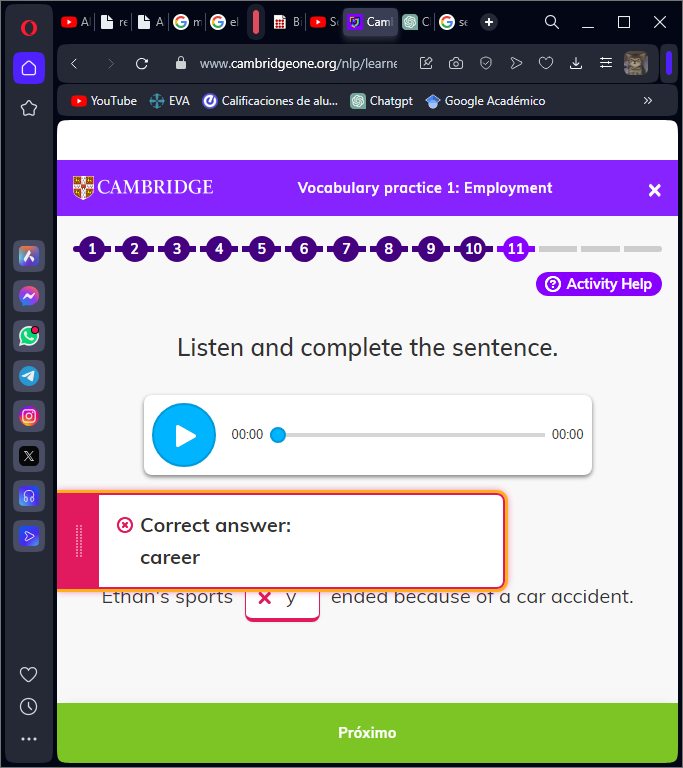 www.cambridgeone.org/nlp/learne
YouTube
EVA
Calificaciones de alu...
Chatgpt
Google Académico
CAMBRIDGE
Vocabulary practice 1: Employment
1 2 3 4 5 6 7 8 9 10 11
Activity Help
Listen and complete the sentence.
00:00
00:00
Correct answer:
career
Ethan's sports y ended because of a car accident.
Próximo